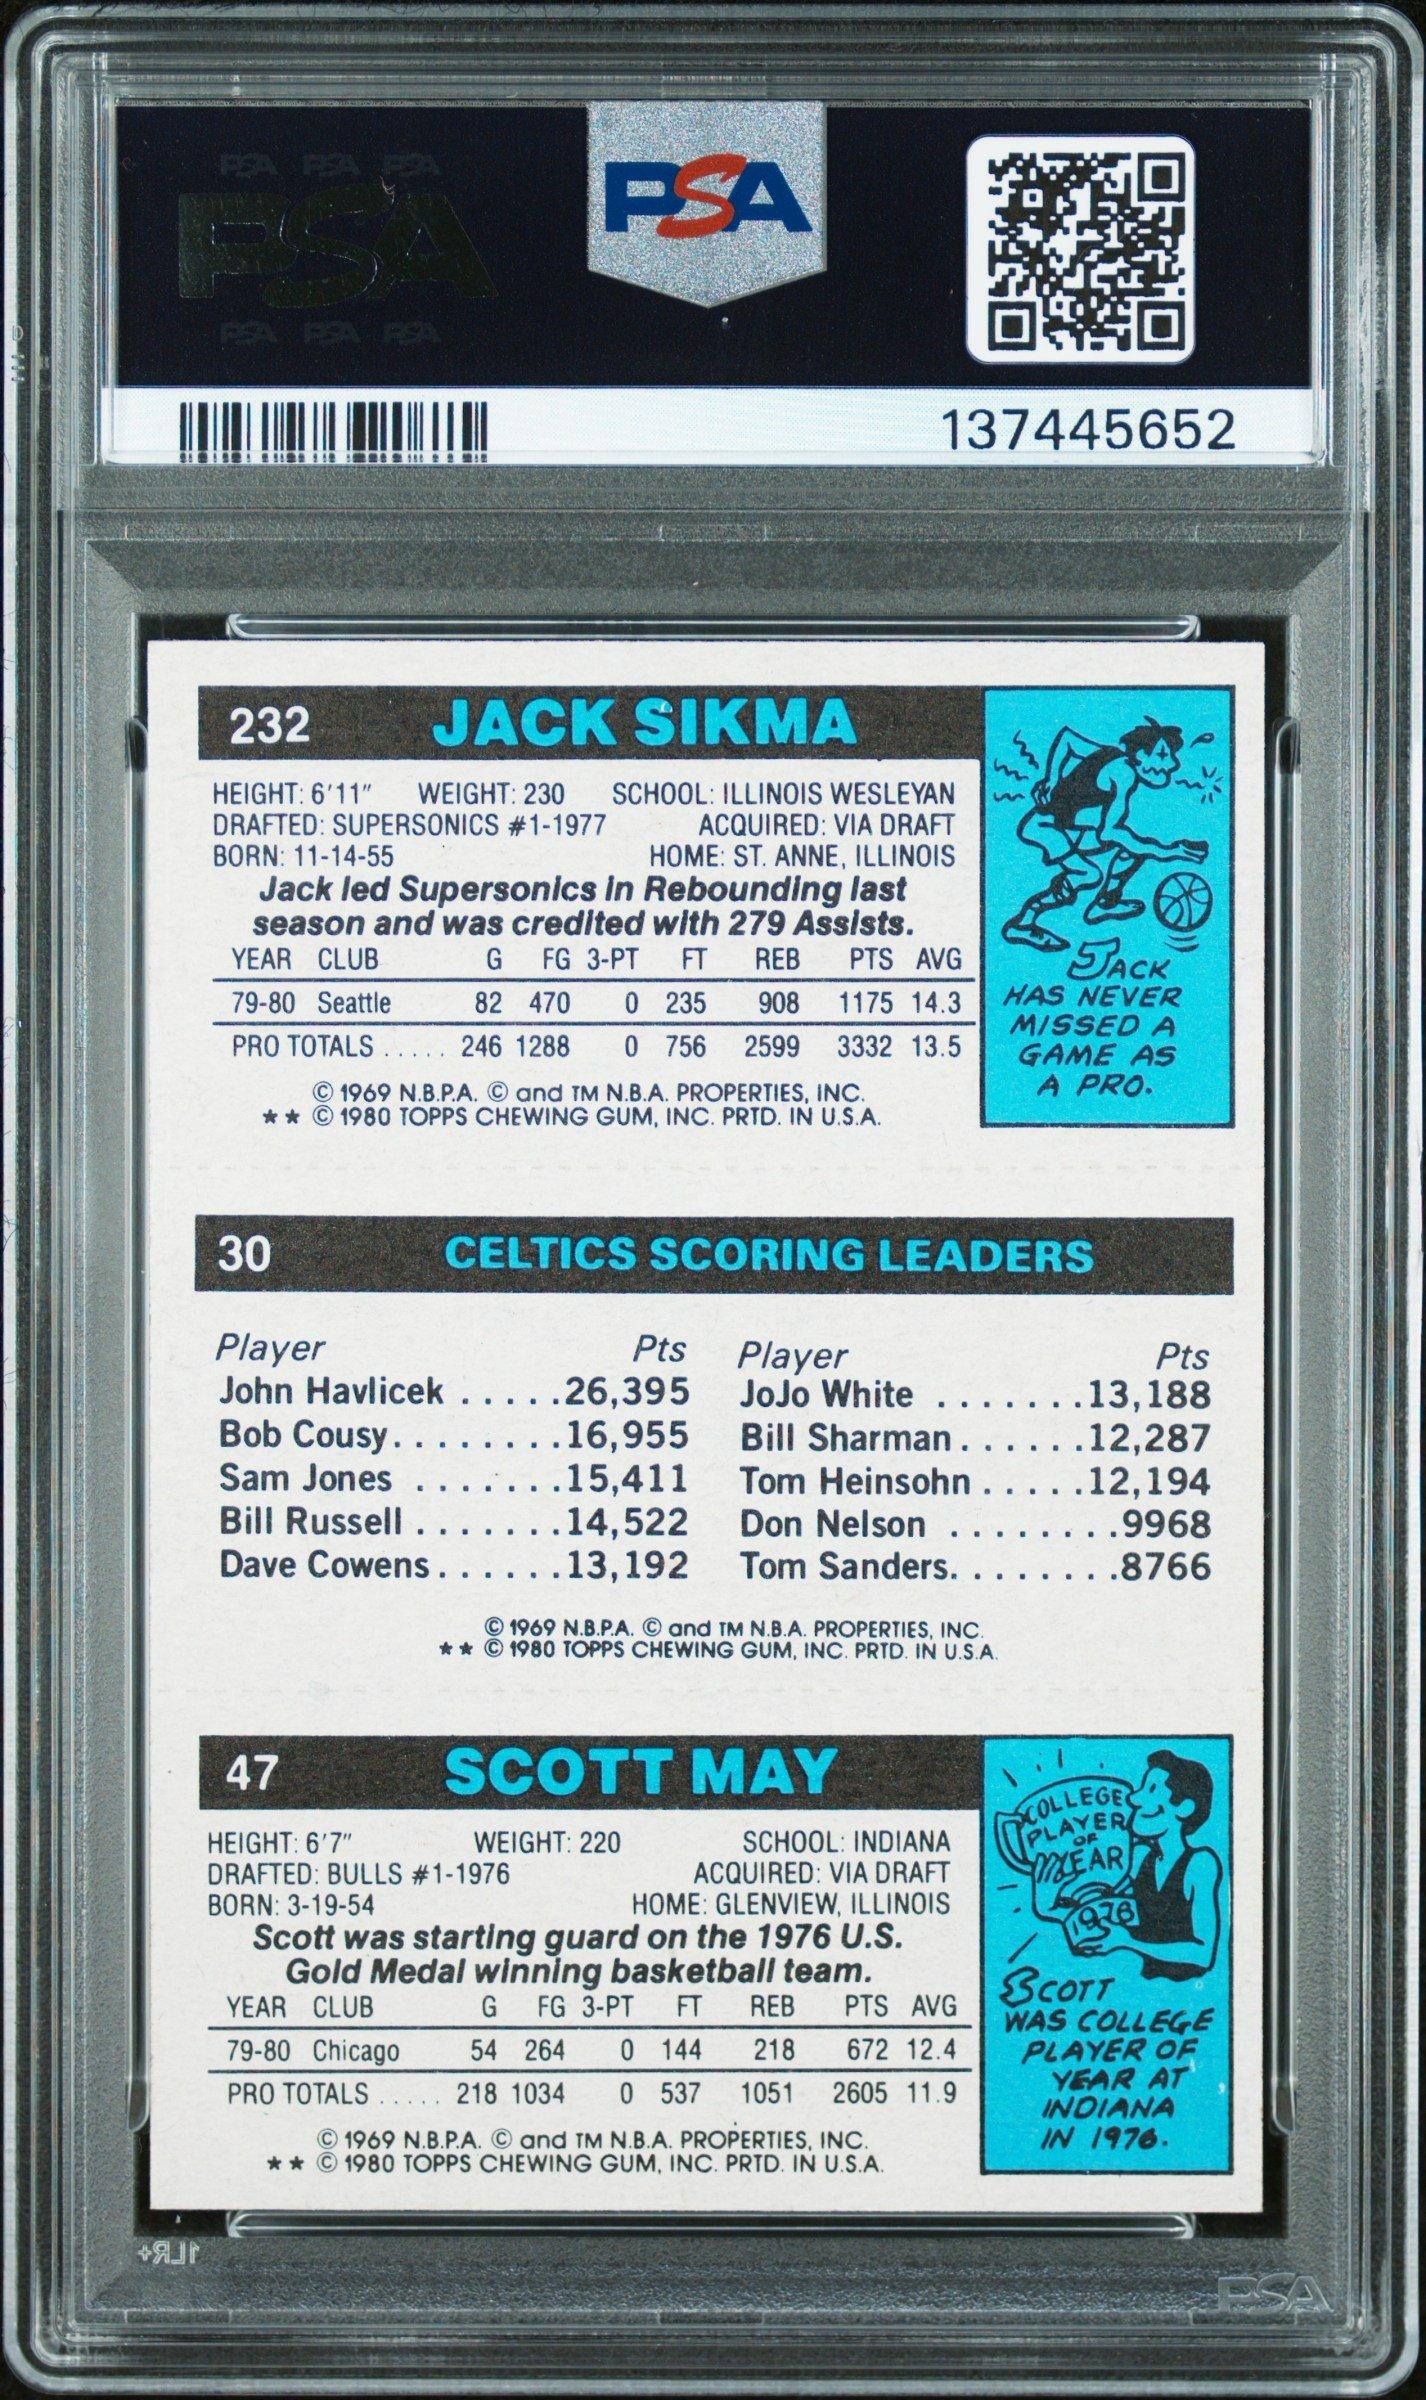 PSA PSA PSA
PSA
PSA PSA PSA
PSA
137445652
232 JACK SIKMA
HEIGHT: 6'11" WEIGHT: 230 SCHOOL: ILLINOIS WESLEYAN
DRAFTED: SUPERSONICS #1-1977 ACQUIRED: VIA DRAFT
BORN: 11-14-55 HOME: ST. ANNE, ILLINOIS
Jack led Supersonics in Rebounding last
season and was credited with 279 Assists.
YEAR CLUB G FG 3-PT FT REB PTS AVG
79-80 Seattle 82 470 0 235 908 1175 14.3
PRO TOTALS ..... 246 1288 0 756 2599 3332 13.5
© 1969 N.B.P.A. © and TM N.B.A. PROPERTIES, INC.
★★ © 1980 TOPPS CHEWING GUM, INC. PRTD. IN U.S.A.
JACK
HAS NEVER
MISSED A
GAME AS
A PRO.
30 CELTICS SCORING LEADERS
Player Pts Player Pts
John Havlicek .....26,395 JoJo White .......13,188
Bob Cousy........16,955 Bill Sharman......12,287
Sam Jones .......15,411 Tom Heinsohn.....12,194
Bill Russell.......14,522 Don Nelson ........9968
Dave Cowens......13,192 Tom Sanders........8766
© 1969 N.B.P.A. © and TM N.B.A. PROPERTIES, INC.
★★ © 1980 TOPPS CHEWING GUM, INC. PRTD. IN U.S.A.
47 SCOTT MAY
HEIGHT: 6'7" WEIGHT: 220 SCHOOL: INDIANA
DRAFTED: BULLS #1-1976 ACQUIRED: VIA DRAFT
BORN: 3-19-54 HOME: GLENVIEW, ILLINOIS
Scott was starting guard on the 1976 U.S.
Gold Medal winning basketball team.
YEAR CLUB G FG 3-PT FT REB PTS AVG
79-80 Chicago 54 264 0 144 218 672 12.4
PRO TOTALS ..... 218 1034 0 537 1051 2605 11.9
© 1969 N.B.P.A. © and TM N.B.A. PROPERTIES, INC.
★★ © 1980 TOPPS CHEWING GUM, INC. PRTD. IN U.S.A.
COLLEGE
PLAYER
OF
YEAR
1976
SCOTT
WAS COLLEGE
PLAYER OF
YEAR AT
INDIANA
IN 1976.
1LR+
PSA